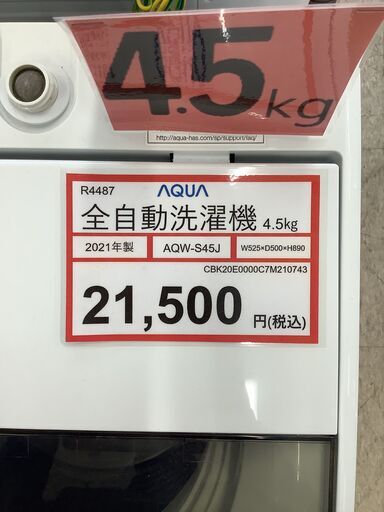 4.5kg
http://aqua-has.com/sp/support/faq/
R4487
AQUA
全自動洗濯機 4.5kg
2021年製 AQW-S45J W525×D500×H890
CBK20E0000C7M210743
21,500 円(税込)